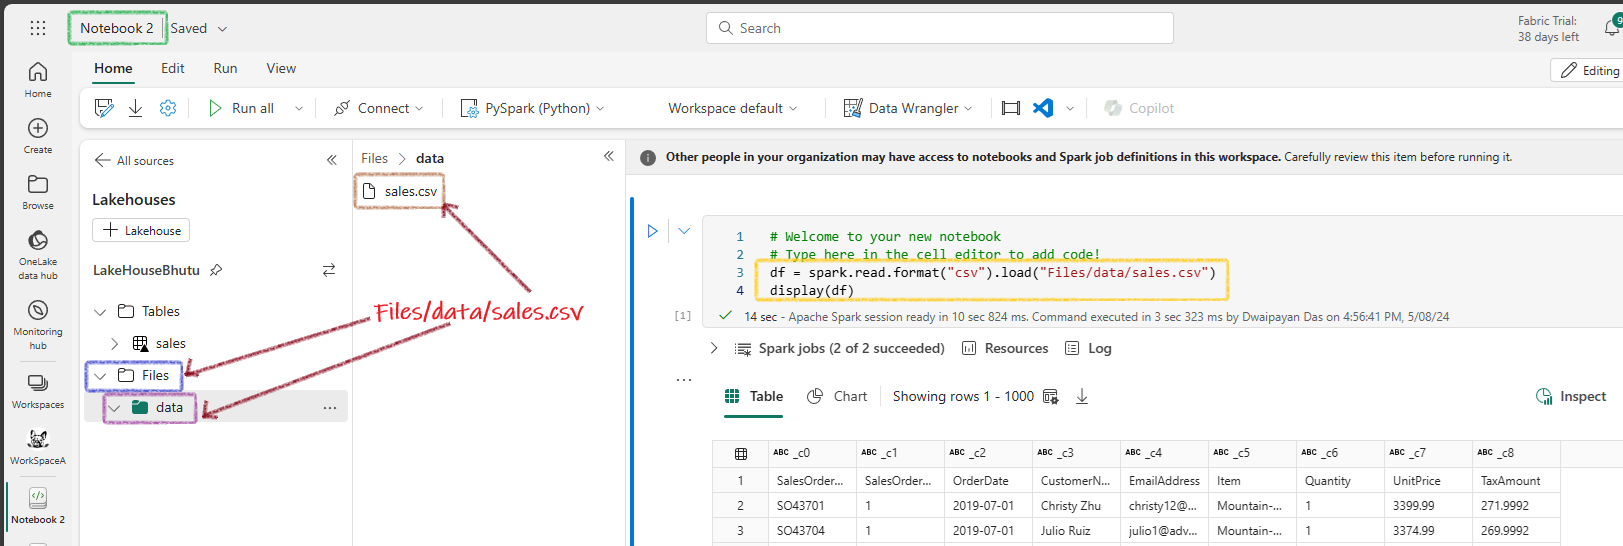 Notebook 2 Saved
Search
Fabric Trial:
38 days left
9
Home
Create
Browse
OneLake
data hub
Monitoring
hub
Workspaces
WorkSpaceA
Notebook 2
Home Edit Run View
Editing
Run all Connect PySpark (Python) Workspace default Data Wrangler Copilot
All sources
Lakehouses
Lakehouse
LakeHouseBhutu
Tables
sales
Files
data
Files > data
sales.csv
Files/data/sales.csv
Other people in your organization may have access to notebooks and Spark job definitions in this workspace. Carefully review this item before running it.
1 # Welcome to your new notebook
2 # Type here in the cell editor to add code!
3 df = spark.read.format("csv").load("Files/data/sales.csv")
4 display(df)
[1] 14 sec - Apache Spark session ready in 10 sec 824 ms. Command executed in 3 sec 323 ms by Dwaipayan Das on 4:56:41 PM, 5/08/24
Spark jobs (2 of 2 succeeded) Resources Log
Table Chart Showing rows 1 - 1000 Inspect
ABC _c0 ABC _c1 ABC _c2 ABC _c3 ABC _c4 ABC _c5 ABC _c6 ABC _c7 ABC _c8
1 SalesOrder... SalesOrder... OrderDate CustomerN... EmailAddress Item Quantity UnitPrice TaxAmount
2 SO43701 1 2019-07-01 Christy Zhu christy12@... Mountain-... 1 3399.99 271.9992
3 SO43704 1 2019-07-01 Julio Ruiz julio1@adv... Mountain-... 1 3374.99 269.9992